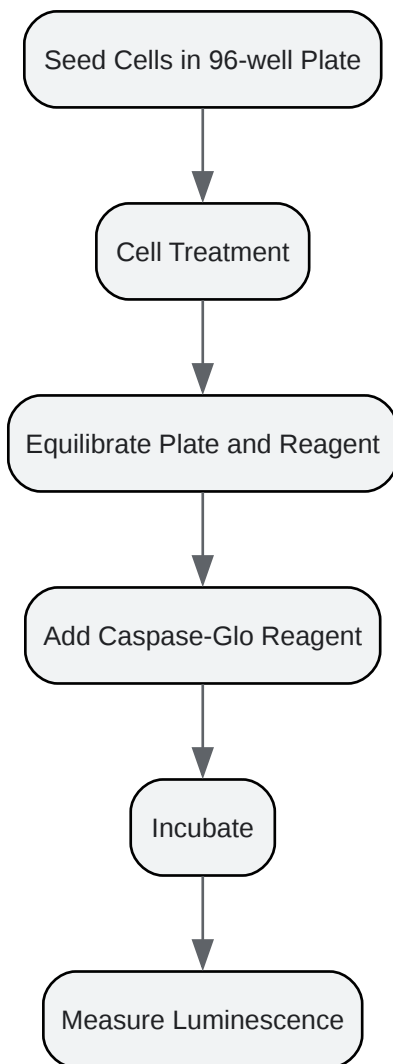 Seed Cells in 96-well Plate
Cell Treatment
Equilibrate Plate and Reagent
Add Caspase-Glo Reagent
Incubate
Measure Luminescence